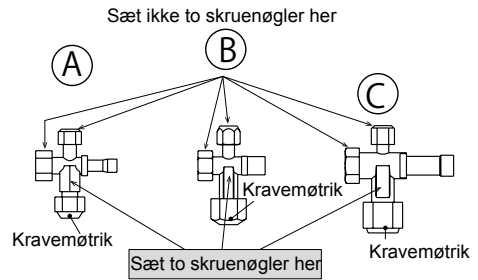 Sæt ikke to skruenøgler her
A
B
C
Kravemøtrik
Kravemøtrik
Kravemøtrik
Sæt to skruenøgler her